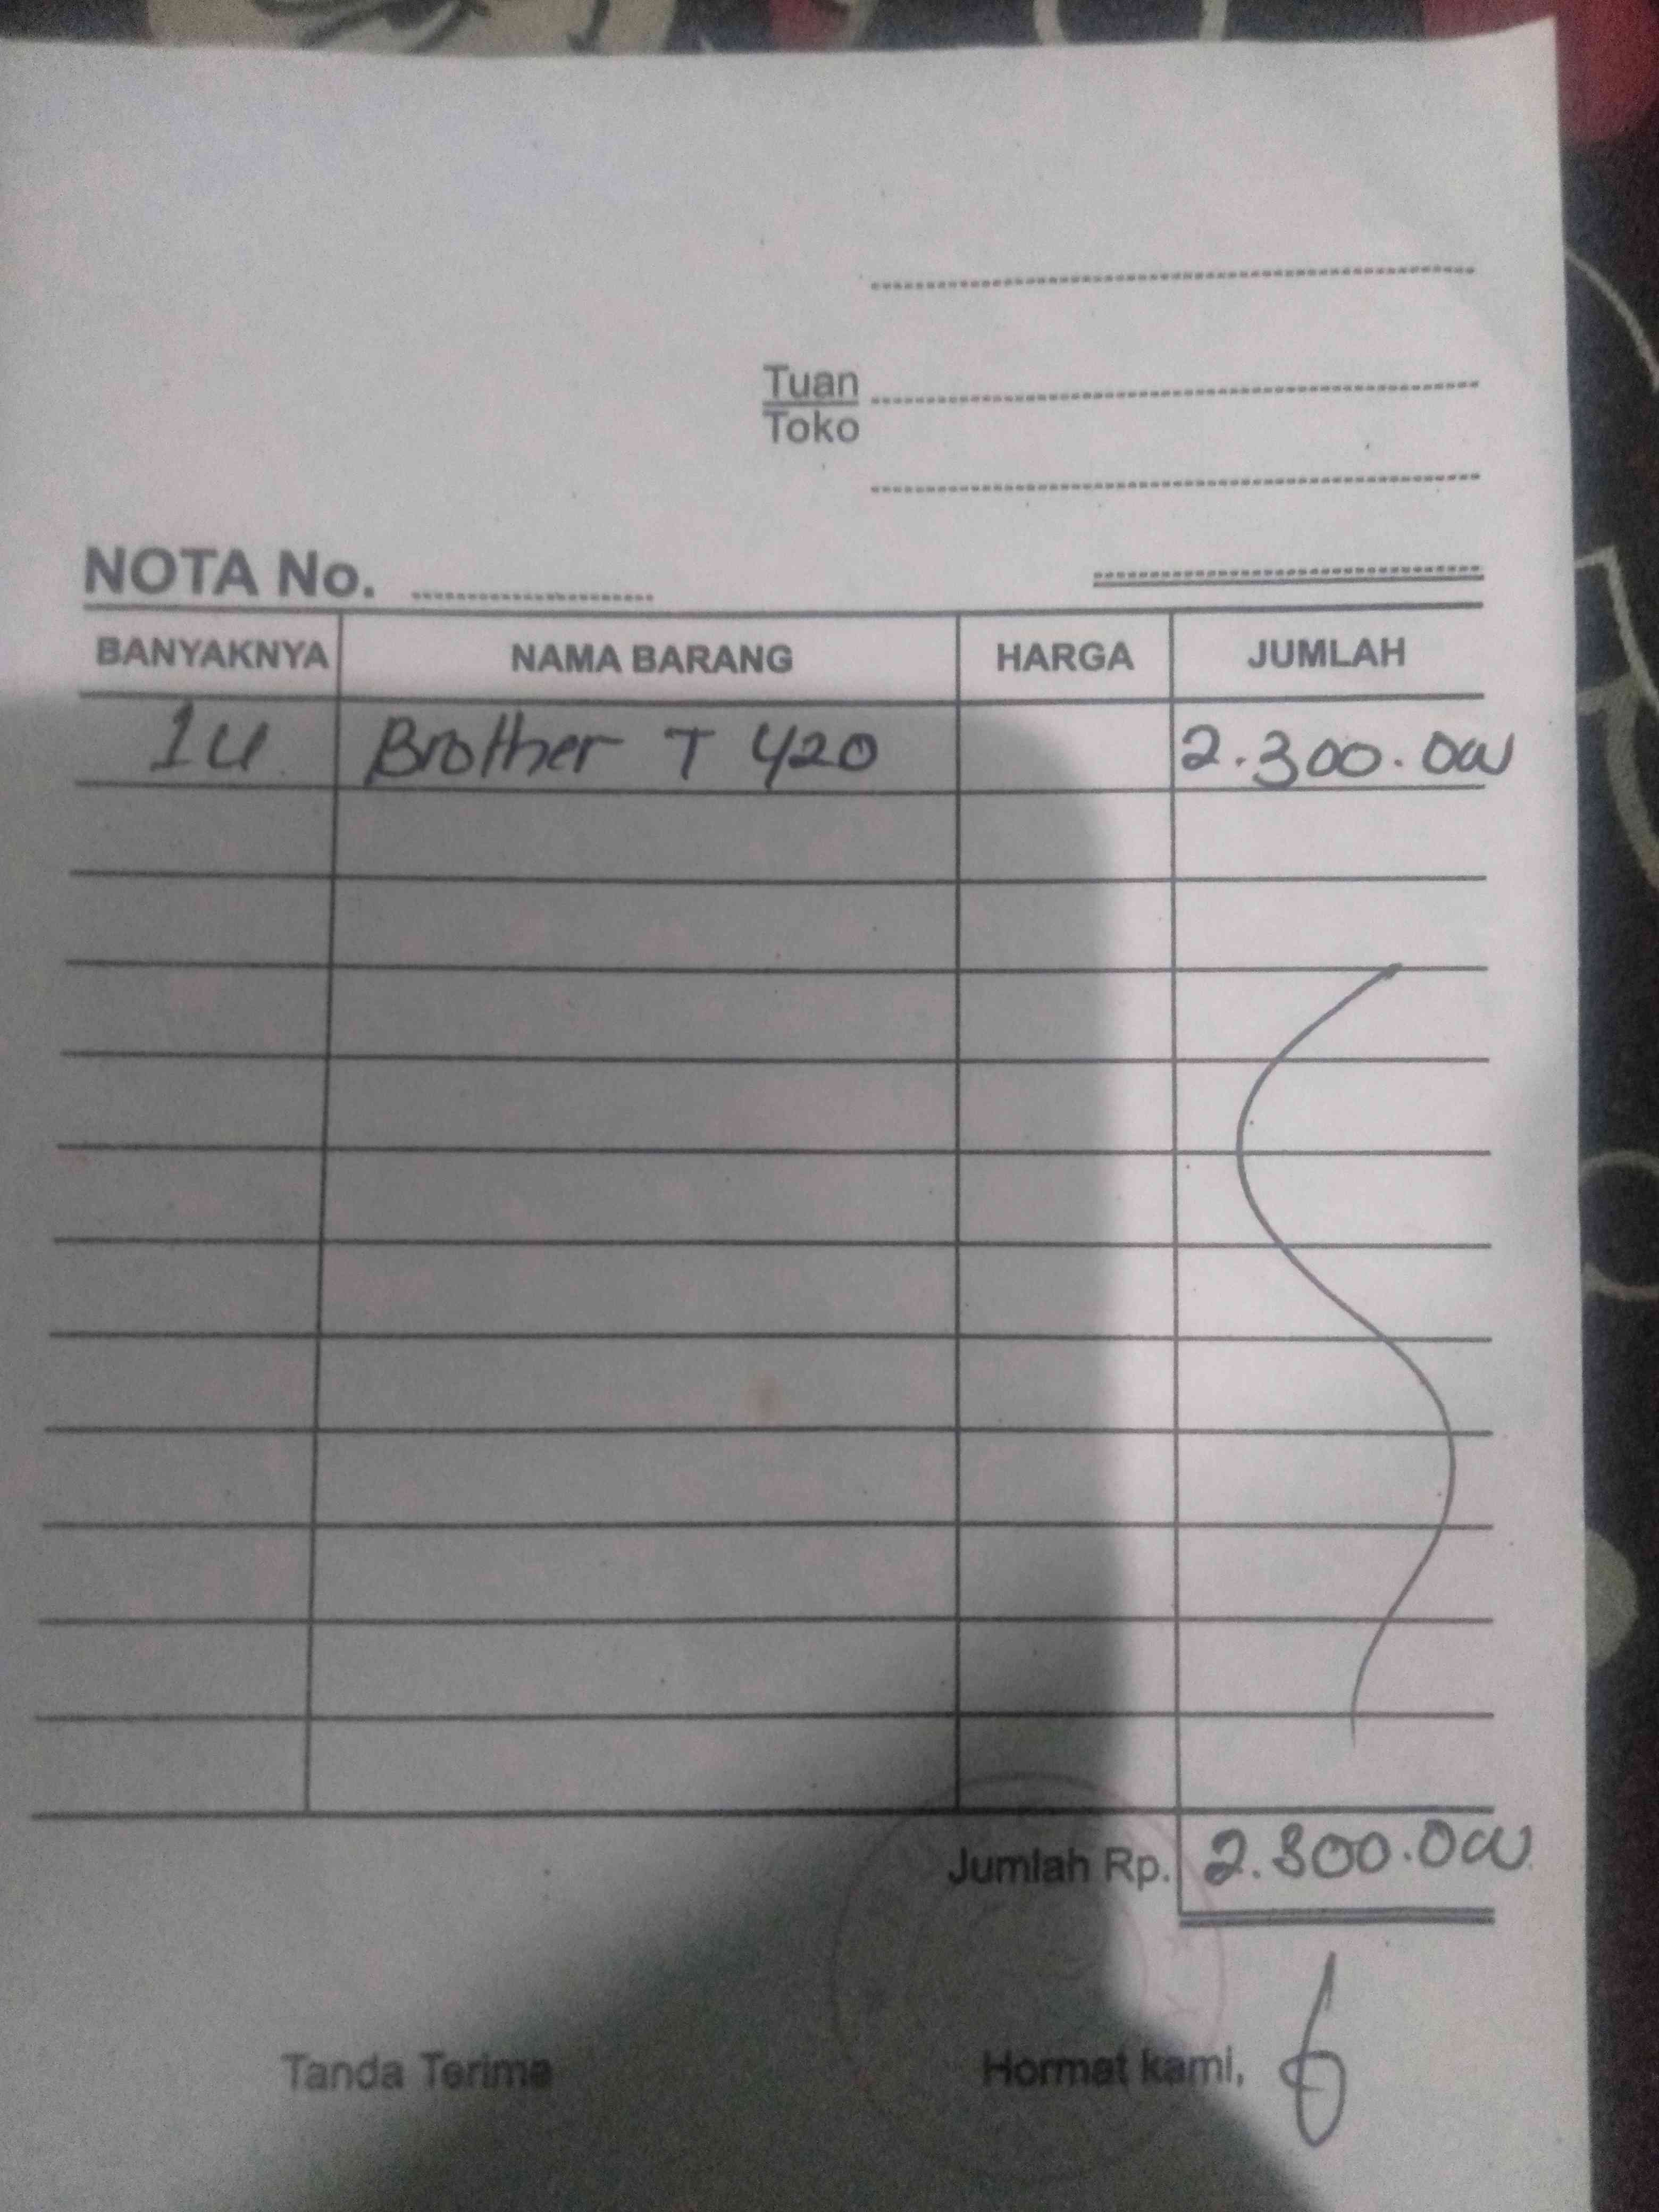 Tuan
Toko
NOTA No.
BANYAKNYA NAMA BARANG HARGA JUMLAH
1 U Brother T 420 2.300.000
Jumlah Rp. 2.300.000
Tanda Terima Hormat kami,